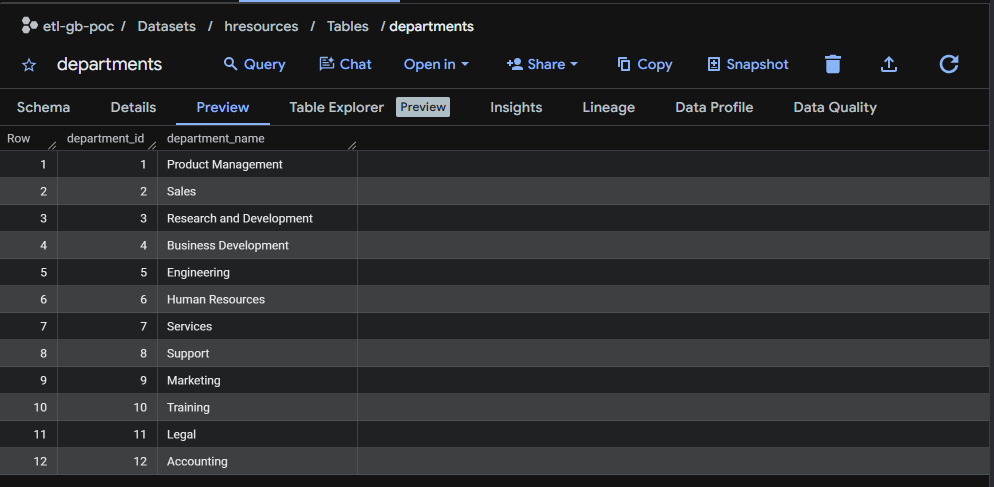 etl-gb-poc / Datasets / hresources / Tables / departments
departments Query Chat Open in Share Copy Snapshot
Schema Details Preview Table Explorer Preview Insights Lineage Data Profile Data Quality
Row department_id department_name
1 1 Product Management
2 2 Sales
3 3 Research and Development
4 4 Business Development
5 5 Engineering
6 6 Human Resources
7 7 Services
8 8 Support
9 9 Marketing
10 10 Training
11 11 Legal
12 12 Accounting